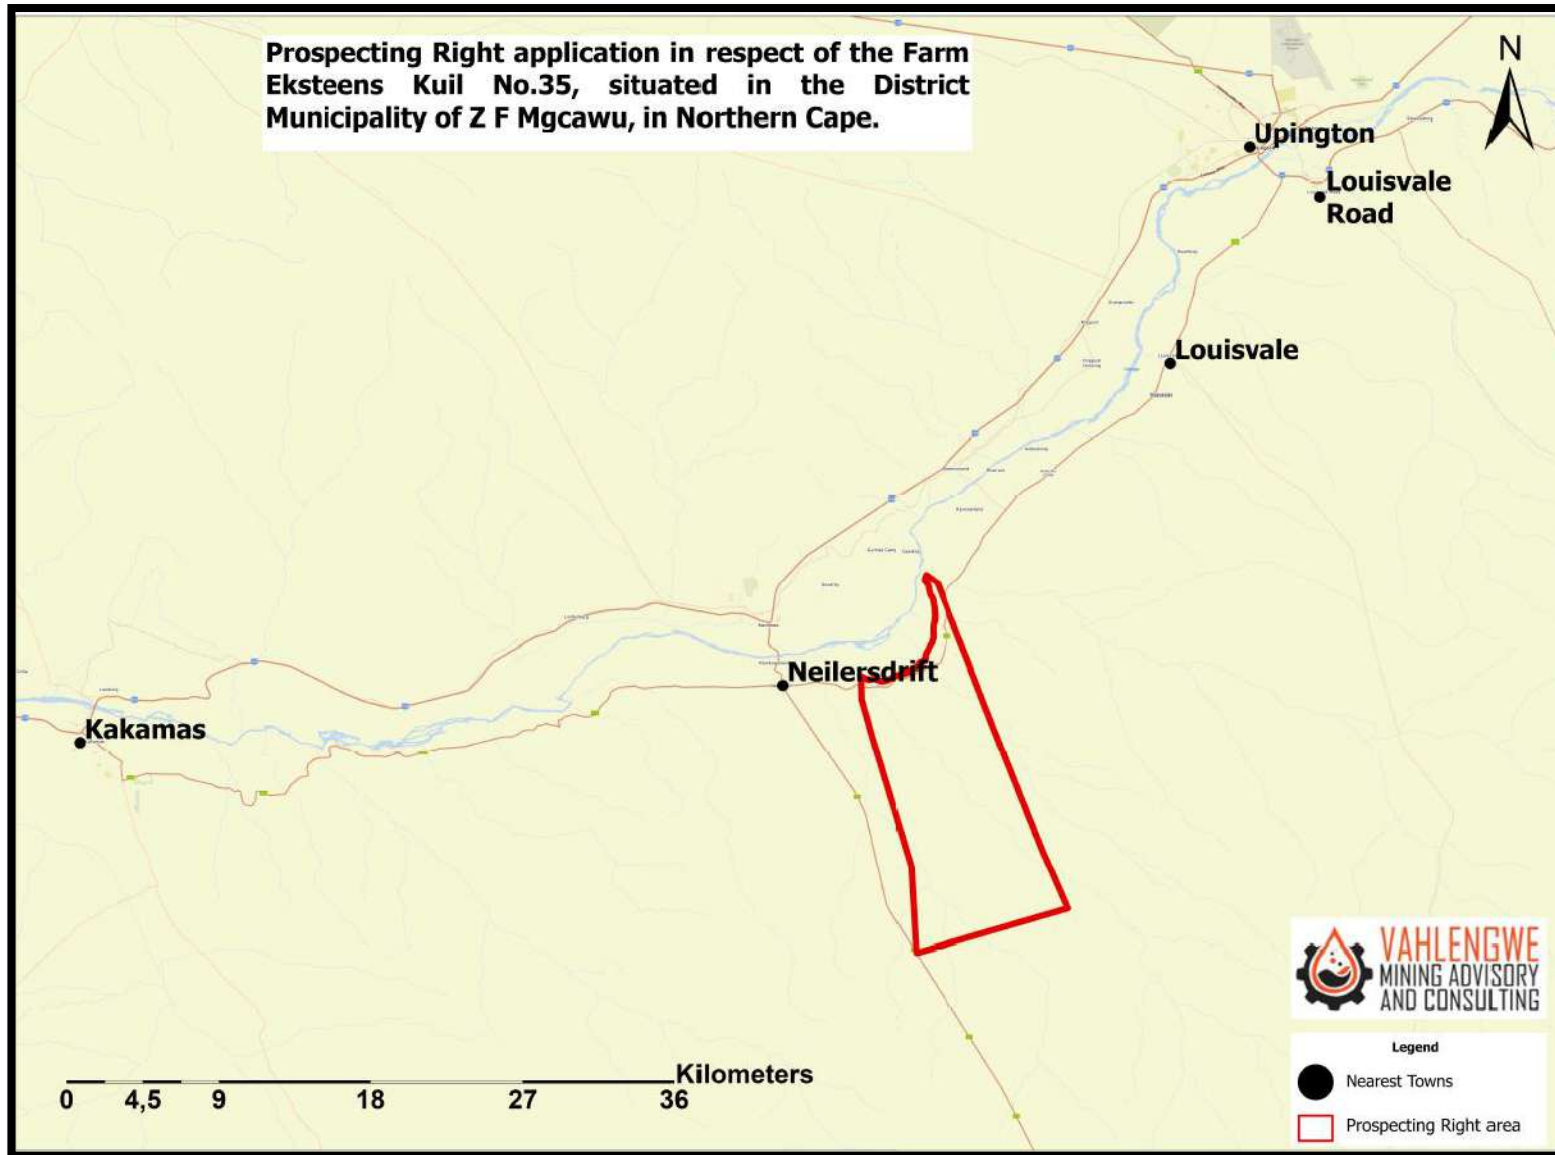 Prospecting Right application in respect of the Farm
Eksteens Kuil No.35, situated in the District
Municipality of Z F Mgcawu, in Northern Cape.
N
Upington
Louisvale
Road
Louisvale
Neilersdrift
Kakamas
VAHLENGWE
MINING ADVISORY
AND CONSULTING
Kilometers
0 4,5 9 18 27 36
Legend
Nearest Towns
Prospecting Right area